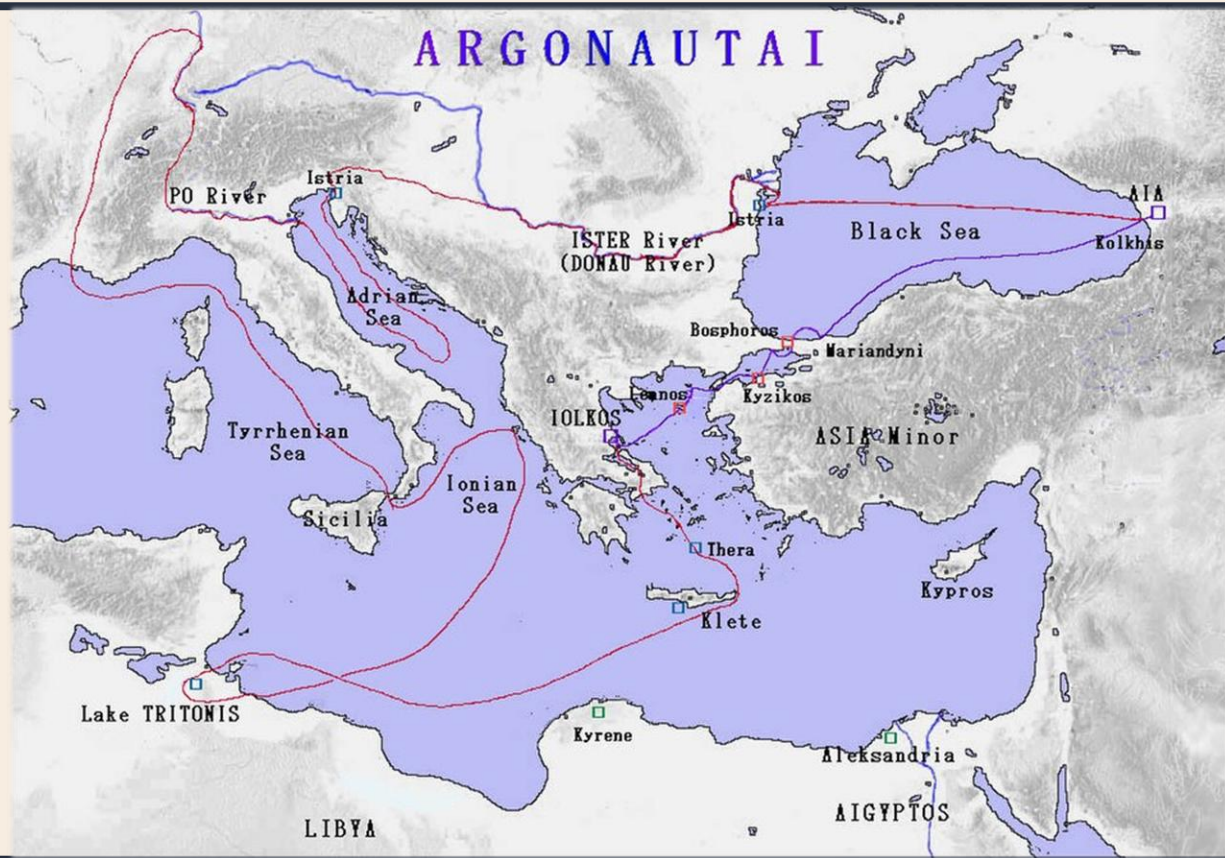 ARGONAUTAI
Istria
PO River
AIA
Istria
ISTER River
(DONAU River)
Black Sea
Kolkhis
Adrian
Sea
Bosphoros
Mariandyni
Lemnos
Kyzikos
IOLKOS
ASIA Minor
Tyrrhenian
Sea
Ionian
Sea
Sicilia
Thera
Kypros
Klete
Lake TRITONIS
Kyrene
Aleksandria
AIGYPTOS
LIBYA